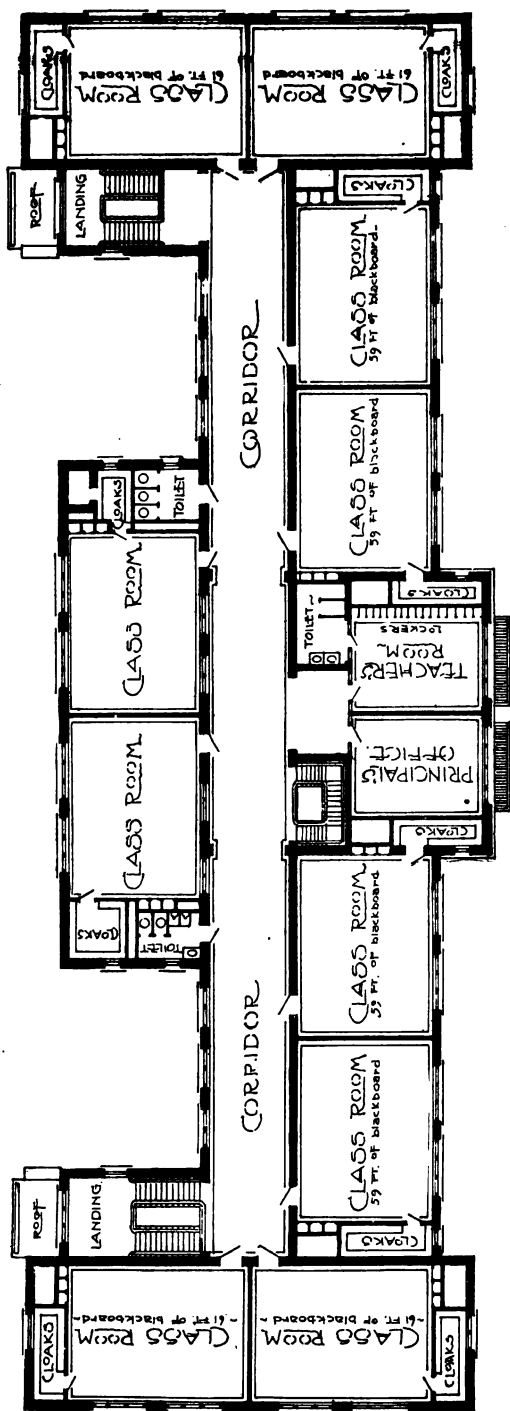 CLOAKS
CLASS ROOM
61 FT. OF blackboard
CLASS ROOM
61 FT. OF blackboard
CLOAKS
ROOF
LANDING
CLOAKS
CLASS ROOM
59 FT OF blackboard
CORRIDOR
CLASS ROOM
59 FT OF blackboard
CLOAKS
TOILET
CLASS ROOM
TOILET
CLOAKS
LOCKERS
TEACHER'S
ROOM
CLASS ROOM
PRINCIPAL'S
OFFICE
CLOAKS
CLASS ROOM
59 FT. OF blackboard
CLOAKS
TOILET
CORRIDOR
CLASS ROOM
59 FT. OF blackboard
CLOAKS
ROOF
LANDING
CLOAKS
CLASS ROOM
~61 FT. OF blackboard~
CLASS ROOM
~61 FT. OF blackboard~
CLOAKS